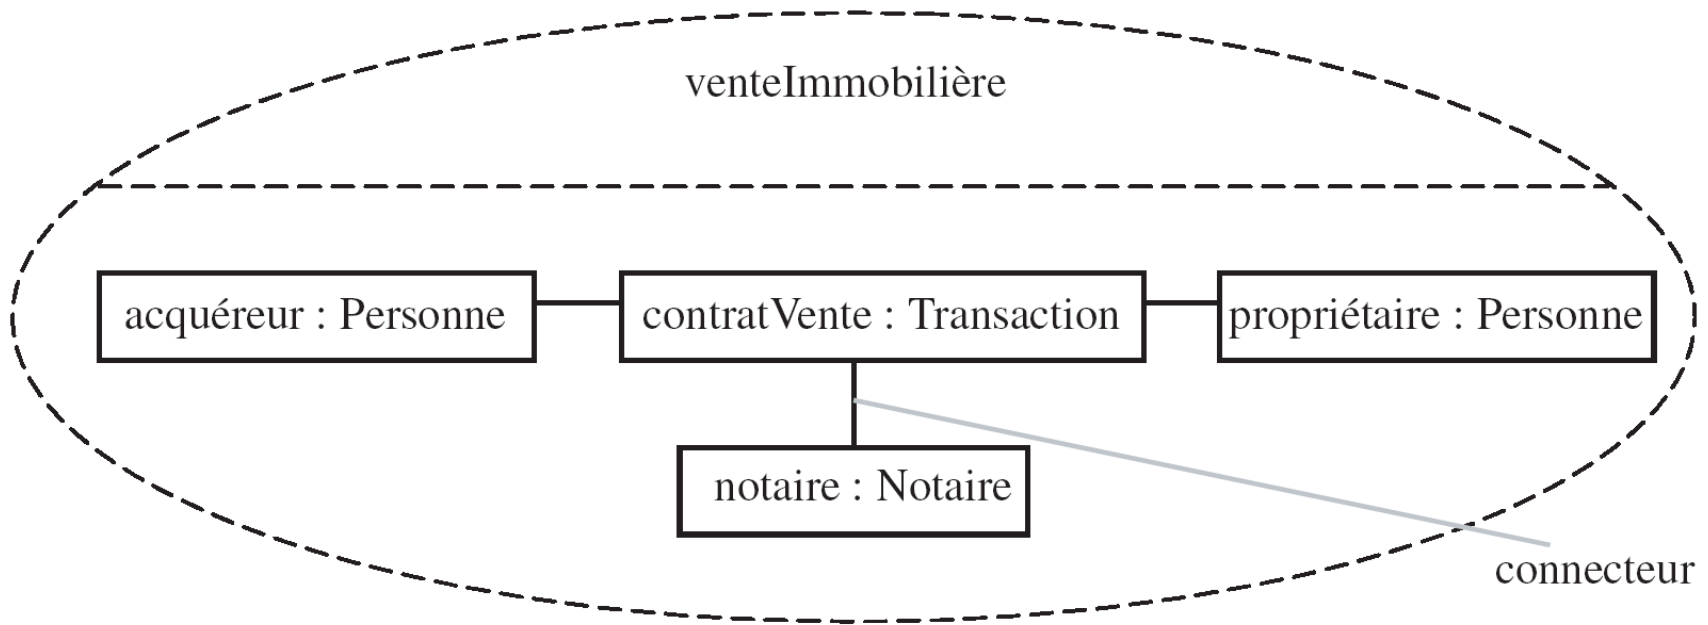 venteImmobilière
acquéreur : Personne
contratVente : Transaction
propriétaire : Personne
notaire : Notaire
connecteur